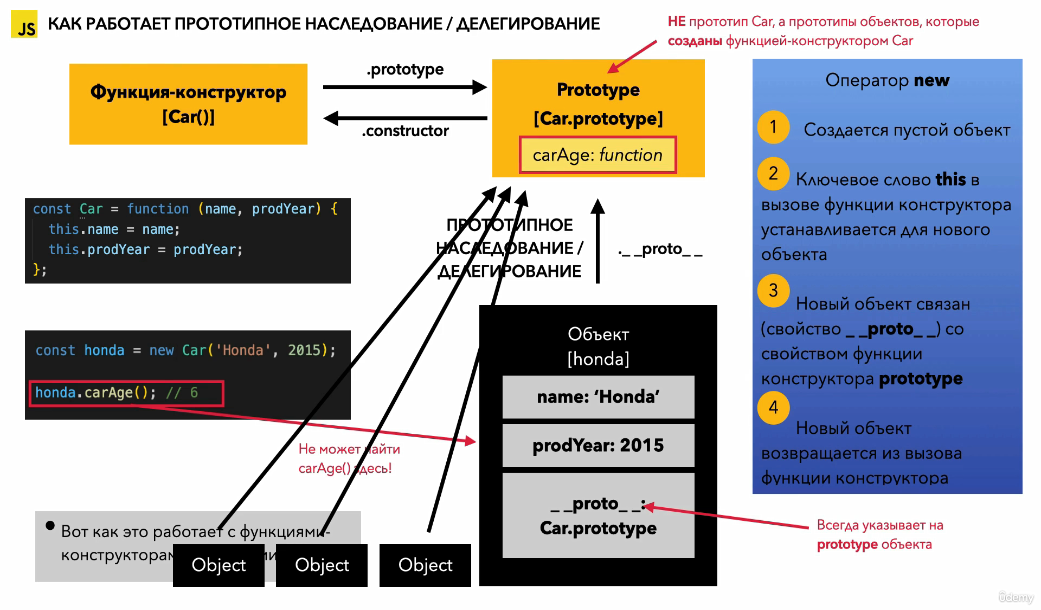 JS
КАК РАБОТАЕТ ПРОТОТИПНОЕ НАСЛЕДОВАНИЕ / ДЕЛЕГИРОВАНИЕ
НЕ прототип Car, а прототипы объектов, которые
созданы функцией-конструктором Car
Функция-конструктор
[Car()]
.prototype
.constructor
Prototype
[Car.prototype]
carAge: function
const Car = function (name, prodYear) {
this.name = name;
this.prodYear = prodYear;
};
ПРОТОТИПНОЕ
НАСЛЕДОВАНИЕ /
ДЕЛЕГИРОВАНИЕ
._ _proto_ _
const honda = new Car('Honda', 2015);
honda.carAge(); // 6
Не может найти
carAge() здесь!
Объект
[honda]
name: ‘Honda’
prodYear: 2015
_ _proto_ _:
Car.prototype
Вот как это работает с функциями-
конструкторами
Object
Object
Object
Оператор new
1
Создается пустой объект
2
Ключевое слово this в
вызове функции конструктора
устанавливается для нового
объекта
3
Новый объект связан
(свойство _ _proto_ _) со
свойством функции
конструктора prototype
4
Новый объект
возвращается из вызова
функции конструктора
Всегда указывает на
prototype объекта
ûdemy